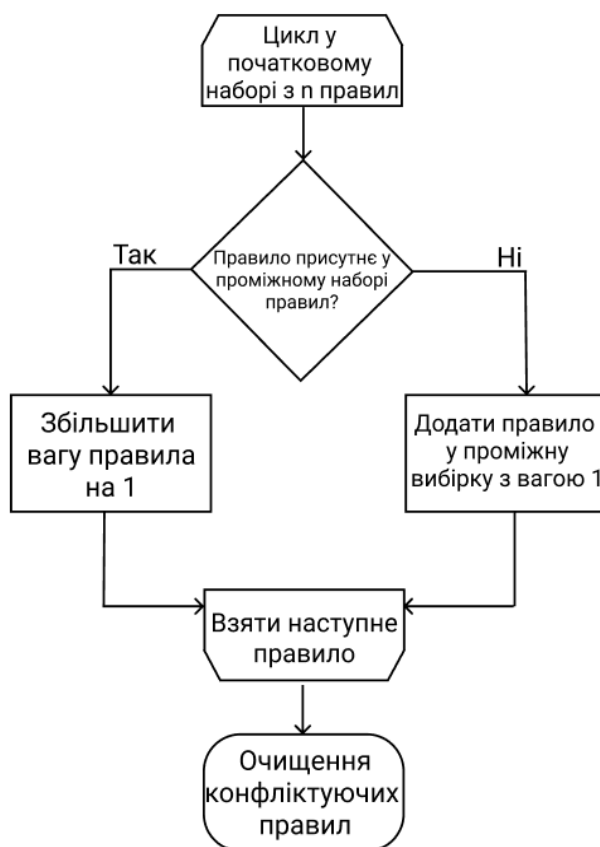 Цикл у
початковому
наборі з n правил
Так
Правило присутнє у
проміжному наборі
правил?
Ні
Збільшити
вагу правила
на 1
Додати правило
у проміжну
вибірку з вагою 1
Взяти наступне
правило
Очищення
конфліктуючих
правил